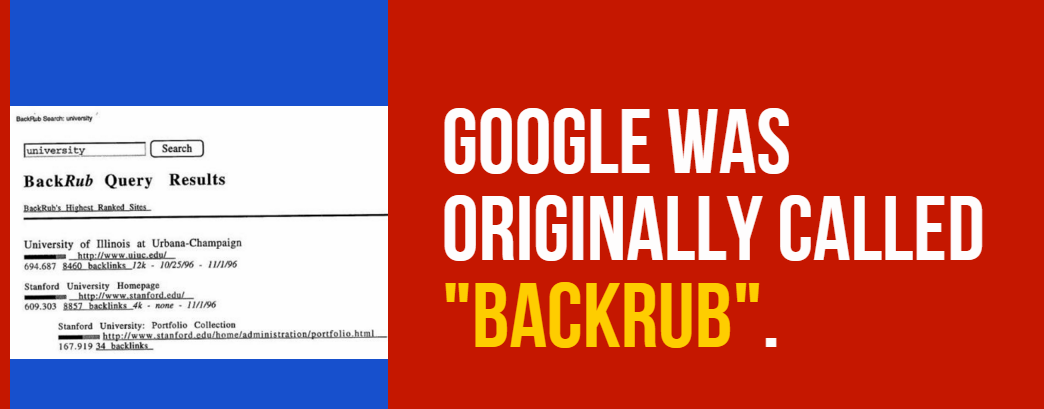 BackRub Search: university
university Search
BackRub Query Results
BackRub's Highest Ranked Sites
University of Illinois at Urbana-Champaign
http://www.uiuc.edu/
694.687 8460 backlinks 12k - 10/25/96 - 11/1/96
Stanford University Homepage
http://www.stanford.edu/
609.303 8857 backlinks 4k - none - 11/1/96
Stanford University: Portfolio Collection
http://www.stanford.edu/home/administration/portfolio.html
167.919 34 backlinks
GOOGLE WAS
ORIGINALLY CALLED
"BACKRUB".